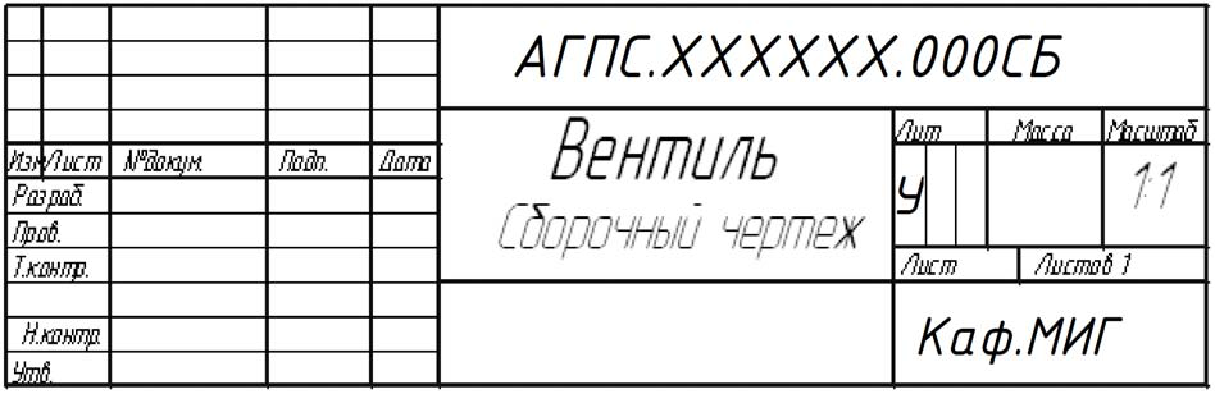 АГПС.XXXXXX.000СБ
Вентиль
Сборочный чертеж
Лит Масса Масштаб
У 1:1
Лист Листов 1
Каф.МИГ
Изм Лист №докум. Подп. Дата
Разраб.
Пров.
Т.контр.
Н.контр.
Утв.